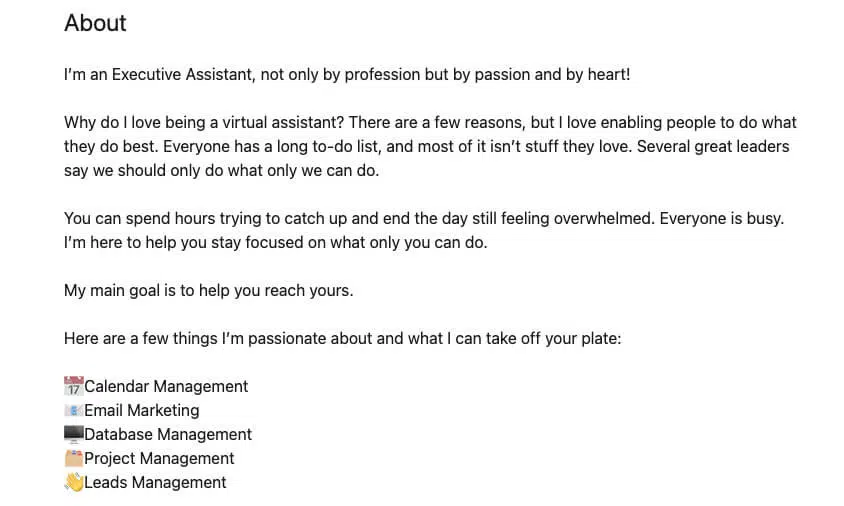 About
I’m an Executive Assistant, not only by profession but by passion and by heart!
Why do I love being a virtual assistant? There are a few reasons, but I love enabling people to do what
they do best. Everyone has a long to-do list, and most of it isn’t stuff they love. Several great leaders
say we should only do what only we can do.
You can spend hours trying to catch up and end the day still feeling overwhelmed. Everyone is busy.
I’m here to help you stay focused on what only you can do.
My main goal is to help you reach yours.
Here are a few things I’m passionate about and what I can take off your plate:
📅Calendar Management
📧Email Marketing
🖥️Database Management
🗂️Project Management
👋Leads Management